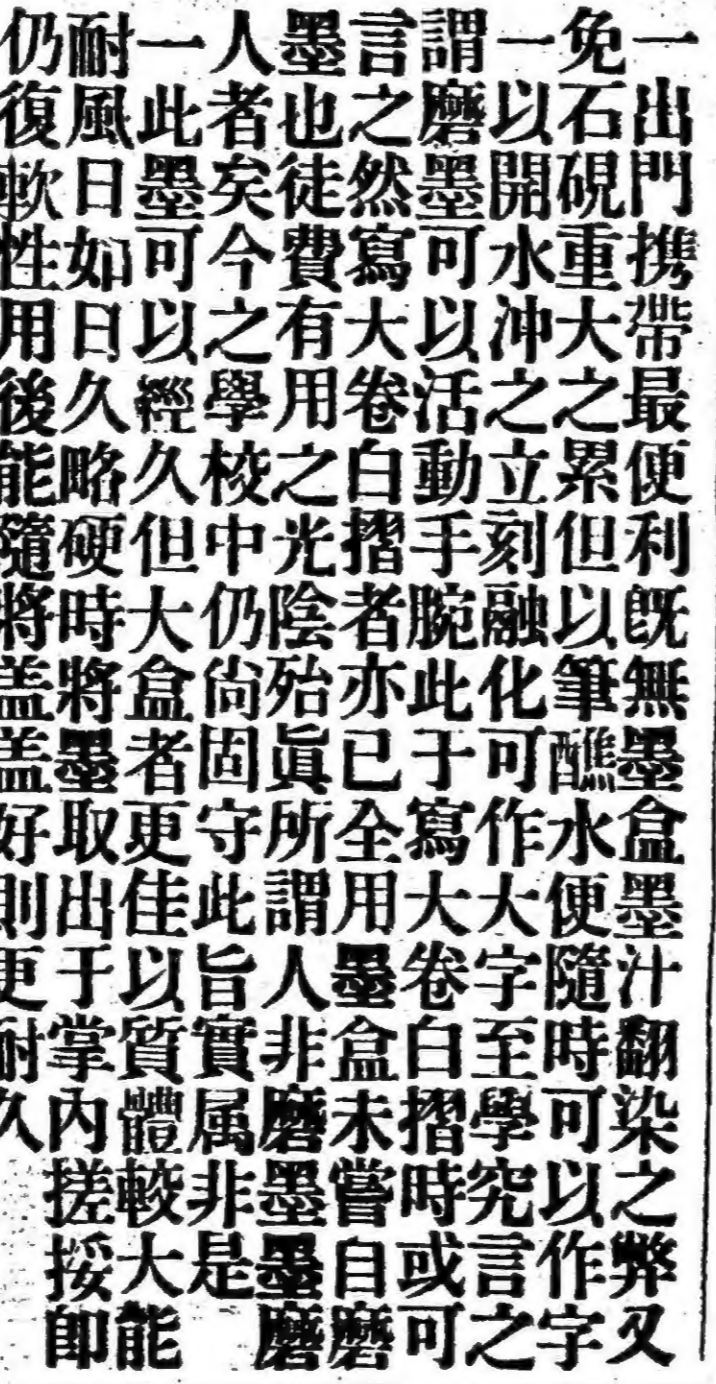 一出門携帶最便利既無墨盒墨汁翻染之弊又
免石硯重大之累但以筆醮水便隨時可以作字
一以開水沖之立刻融化可作大字至學究言之
謂磨墨可以活動手腕此于寫大卷白摺時或可
言之然寫大卷白摺者亦已全用墨盒未嘗自磨
墨也徒費有用之光陰殆眞所謂人非磨墨墨磨
人者矣今之學校中仍尙固守此旨實属非是
一此墨可以經久但大盒者更佳以質體較大能
耐風日如日久略硬時將墨取出于掌內搓挼即
仍復軟性用後能隨將盖盖好則更耐久